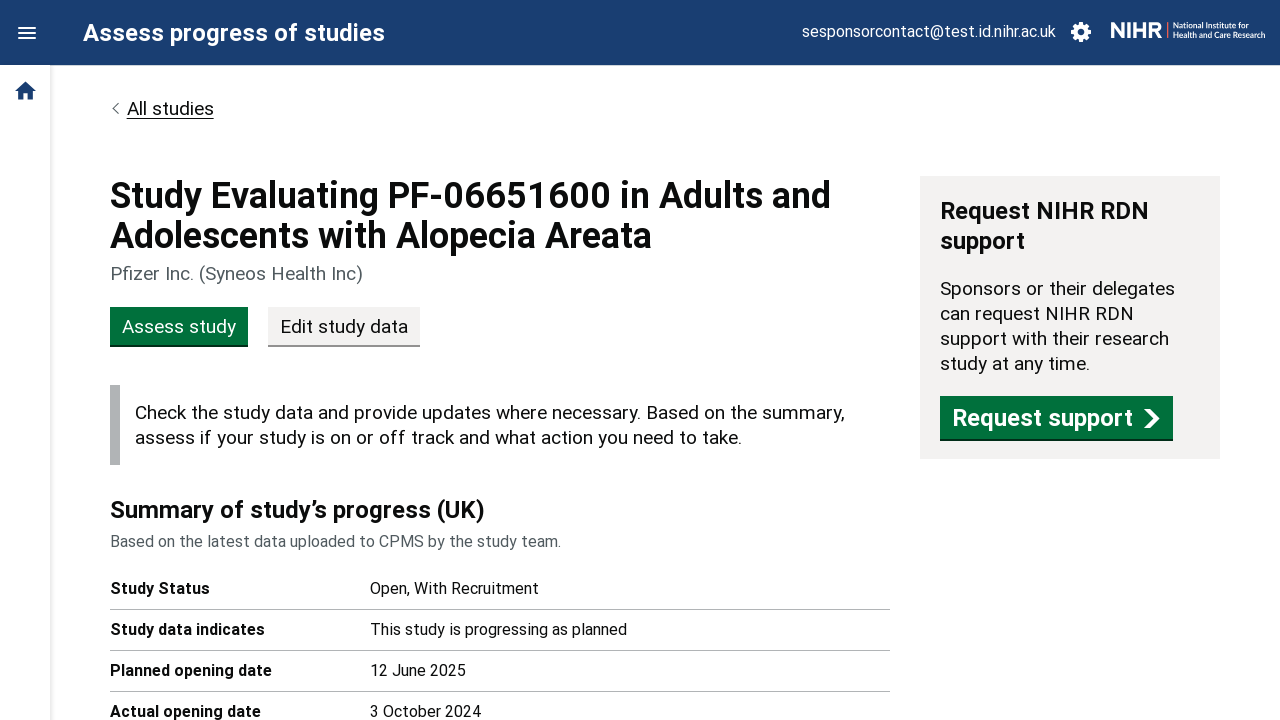 Assess progress of studies
sesponsorcontact@test.id.nihr.ac.uk
NIHR | National Institute for
Health and Care Research
All studies
Study Evaluating PF-06651600 in Adults and
Adolescents with Alopecia Areata
Pfizer Inc. (Syneos Health Inc)
Assess study
Edit study data
Check the study data and provide updates where necessary. Based on the summary,
assess if your study is on or off track and what action you need to take.
Summary of study’s progress (UK)
Based on the latest data uploaded to CPMS by the study team.
Study Status Open, With Recruitment
Study data indicates This study is progressing as planned
Planned opening date 12 June 2025
Actual opening date 3 October 2024
Request NIHR RDN
support
Sponsors or their delegates
can request NIHR RDN
support with their research
study at any time.
Request support